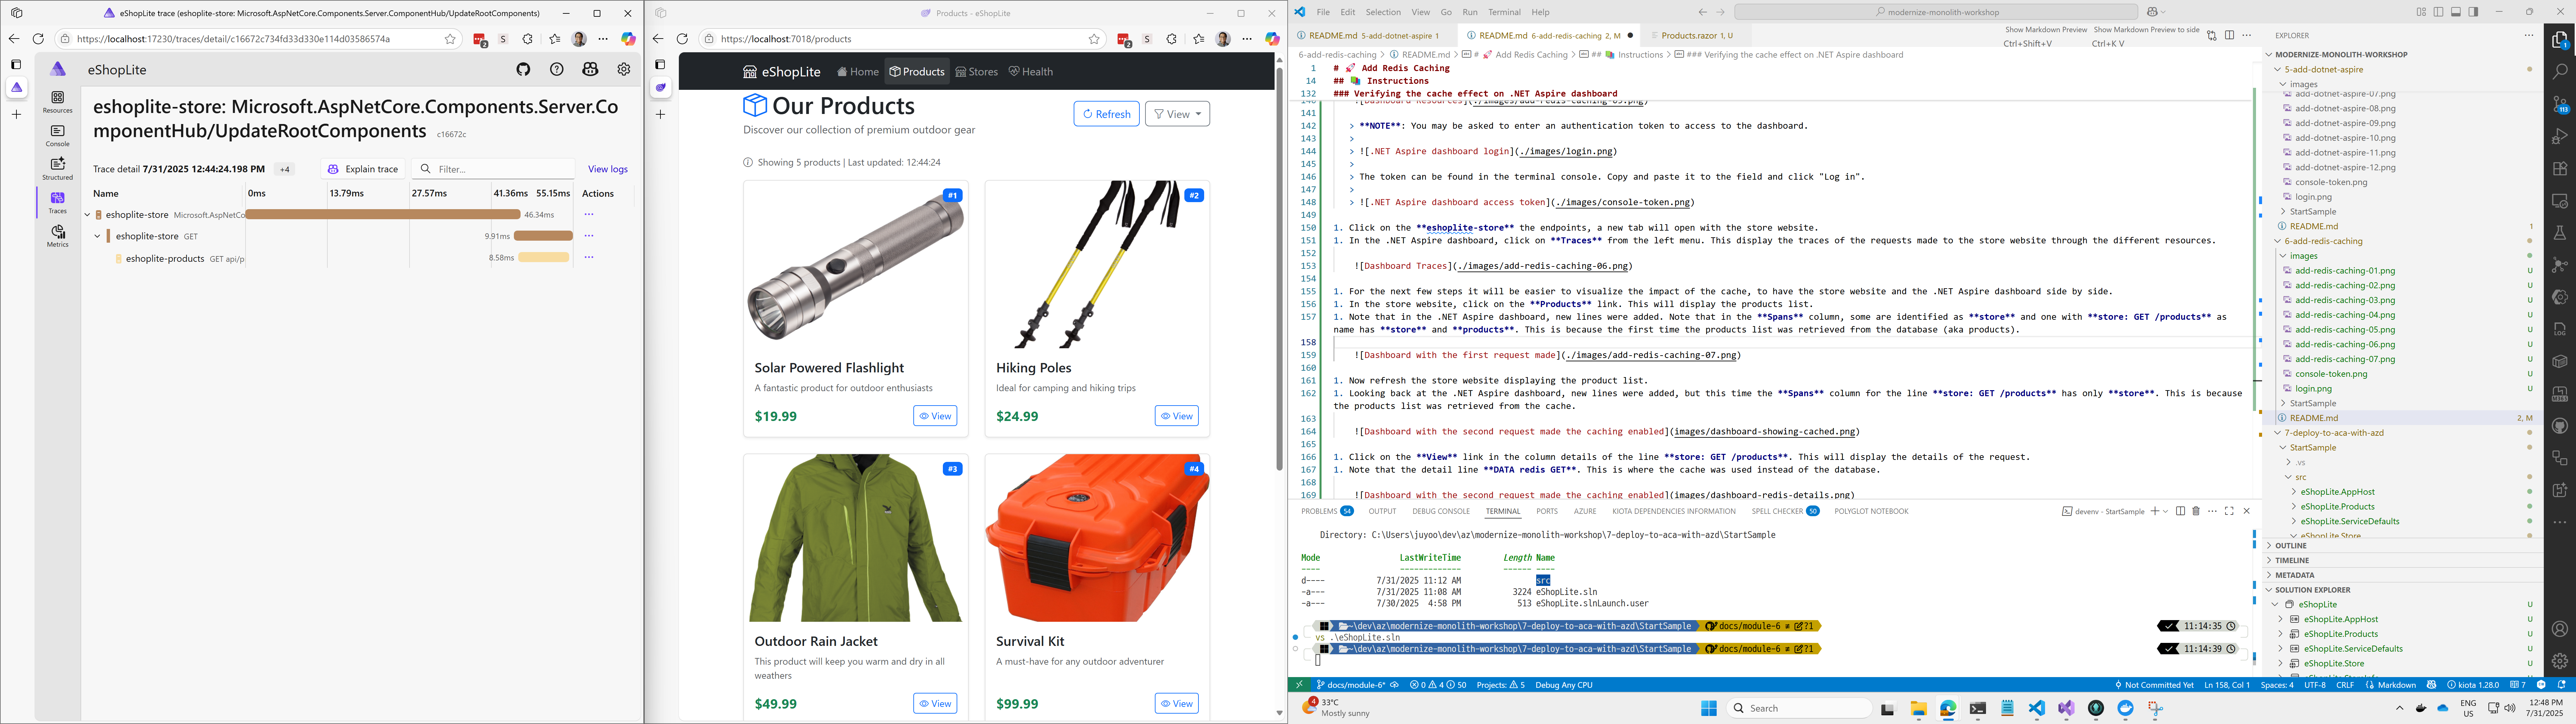 eShopLite trace (eshoplite-store: Microsoft.AspNetCore.Components.Server.ComponentHub/UpdateRootComponents)
https://localhost:17230/traces/detail/c16672c734fd33d330e114d03586574a
2
S
eShopLite
Resources
Console
Structured
Traces
Metrics
eshoplite-store: Microsoft.AspNetCore.Components.Server.Co
mponentHub/UpdateRootComponents c16672c
Trace detail 7/31/2025 12:44:24.198 PM +4 Explain trace Filter... View logs
Name 0ms 13.79ms 27.57ms 41.36ms 55.15ms Actions
eshoplite-store Microsoft.AspNetCo 46.34ms
eshoplite-store GET 9.91ms
eshoplite-products GET api/p 8.58ms
Products - eShopLite
https://localhost:7018/products
2
S
eShopLite Home Products Stores Health
Our Products
Discover our collection of premium outdoor gear
Refresh View
Showing 5 products | Last updated: 12:44:24
#1
Solar Powered Flashlight
A fantastic product for outdoor enthusiasts
$19.99 View
#2
Hiking Poles
Ideal for camping and hiking trips
$24.99 View
#3
Outdoor Rain Jacket
This product will keep you warm and dry in all
weathers
$49.99 View
#4
Survival Kit
A must-have for any outdoor adventurer
$99.99 View
File Edit Selection View Go Run Terminal Help
modernize-monolith-workshop
README.md 5-add-dotnet-aspire 1
README.md 6-add-redis-caching 2, M
Products.razor 1, U
Show Markdown Preview Show Markdown Preview to side
Ctrl+Shift+V Ctrl+K V
6-add-redis-caching > README.md > # 🚀 Add Redis Caching > ## 📚 Instructions > ### Verifying the cache effect on .NET Aspire dashboard
1 # 🚀 Add Redis Caching
14 ## 📚 Instructions
132 ### Verifying the cache effect on .NET Aspire dashboard
140 ![Dashboard Resources](./images/add-redis-caching-05.png)
141
142 > **NOTE**: You may be asked to enter an authentication token to access to the dashboard.
143 >
144 > ![.NET Aspire dashboard login](./images/login.png)
145 >
146 > The token can be found in the terminal console. Copy and paste it to the field and click "Log in".
147 >
148 > ![.NET Aspire dashboard access token](./images/console-token.png)
149
150 1. Click on the **eshoplite-store** the endpoints, a new tab will open with the store website.
151 1. In the .NET Aspire dashboard, click on **Traces** from the left menu. This display the traces of the requests made to the store website through the different resources.
152
153 ![Dashboard Traces](./images/add-redis-caching-06.png)
154
155 1. For the next few steps it will be easier to visualize the impact of the cache, to have the store website and the .NET Aspire dashboard side by side.
156 1. In the store website, click on the **Products** link. This will display the products list.
157 1. Note that in the .NET Aspire dashboard, new lines were added. Note that in the **Spans** column, some are identified as **store** and one with **store: GET /products** as
name has **store** and **products**. This is because the first time the products list was retrieved from the database (aka products).
158
159 ![Dashboard with the first request made](./images/add-redis-caching-07.png)
160
161 1. Now refresh the store website displaying the product list.
162 1. Looking back at the .NET Aspire dashboard, new lines were added, but this time the **Spans** column for the line **store: GET /products** has only **store**. This is because
the products list was retrieved from the cache.
163
164 ![Dashboard with the second request made the caching enabled](images/dashboard-showing-cached.png)
165
166 1. Click on the **View** link in the column details of the line **store: GET /products**. This will display the details of the request.
167 1. Note that the detail line **DATA redis GET**. This is where the cache was used instead of the database.
168
169 ![Dashboard with the second request made the caching enabled](images/dashboard-redis-details.png)
PROBLEMS 54 OUTPUT DEBUG CONSOLE TERMINAL PORTS AZURE KIOTA DEPENDENCIES INFORMATION SPELL CHECKER 50 POLYGLOT NOTEBOOK
devenv - StartSample
Directory: C:\Users\juyoo\dev\az\modernize-monolith-workshop\7-deploy-to-aca-with-azd\StartSample
Mode LastWriteTime Length Name
---- ------------- ------ ----
d---- 7/31/2025 11:12 AM src
-a--- 7/31/2025 11:08 AM 3224 eShopLite.sln
-a--- 7/30/2025 4:58 PM 513 eShopLite.slnLaunch.user
~\dev\az\modernize-monolith-workshop\7-deploy-to-aca-with-azd\StartSample docs/module-6 ≢ ?1 11:14:35
vs .\eShopLite.sln
~\dev\az\modernize-monolith-workshop\7-deploy-to-aca-with-azd\StartSample docs/module-6 ≢ ?1 11:14:39
EXPLORER
MODERNIZE-MONOLITH-WORKSHOP
5-add-dotnet-aspire
images
add-dotnet-aspire-07.png
add-dotnet-aspire-08.png
add-dotnet-aspire-09.png
add-dotnet-aspire-10.png
add-dotnet-aspire-11.png
add-dotnet-aspire-12.png
console-token.png
login.png
StartSample
README.md 1
6-add-redis-caching
images
add-redis-caching-01.png U
add-redis-caching-02.png U
add-redis-caching-03.png U
add-redis-caching-04.png U
add-redis-caching-05.png U
add-redis-caching-06.png U
add-redis-caching-07.png U
console-token.png U
login.png U
StartSample
README.md 2, M
7-deploy-to-aca-with-azd
StartSample
.vs
src
eShopLite.AppHost
eShopLite.Products
eShopLite.ServiceDefaults
eShopLite.Store
OUTLINE
TIMELINE
METADATA
SOLUTION EXPLORER
eShopLite U
eShopLite.AppHost U
eShopLite.Products U
eShopLite.ServiceDefaults U
eShopLite.Store U
eShopLite.StoreInfo U
1
113
LOG
docs/module-6* 0 4 50 Projects: 5 Debug Any CPU
Not Committed Yet Ln 158, Col 1 Spaces: 4 UTF-8 CRLF Markdown kiota 1.28.0 7
4
33°C
Mostly sunny
Search
ENG
US
12:48 PM
7/31/2025